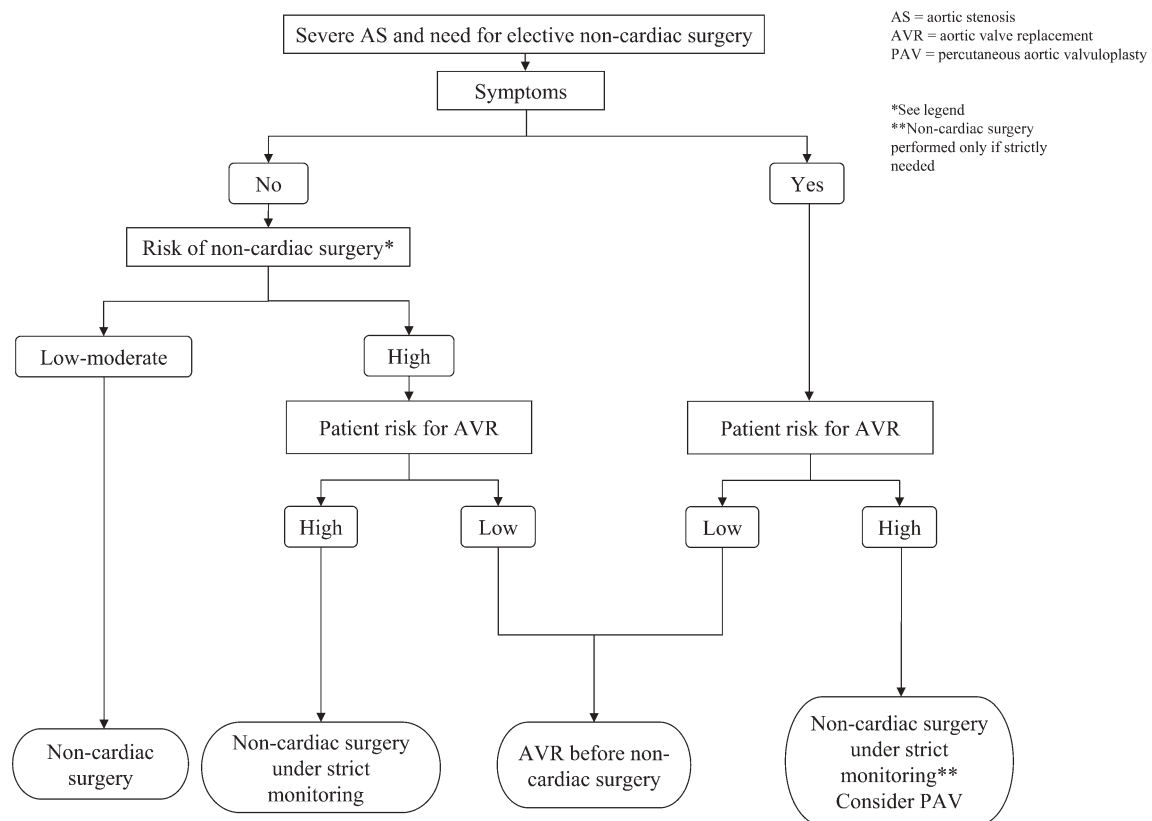 Severe AS and need for elective non-cardiac surgery
AS = aortic stenosis
AVR = aortic valve replacement
PAV = percutaneous aortic valvuloplasty
*See legend
**Non-cardiac surgery
performed only if strictly
needed
Symptoms
No
Yes
Risk of non-cardiac surgery*
Low-moderate
High
Patient risk for AVR
Patient risk for AVR
High
Low
Low
High
Non-cardiac
surgery
Non-cardiac surgery
under strict
monitoring
AVR before non-
cardiac surgery
Non-cardiac surgery
under strict
monitoring**
Consider PAV